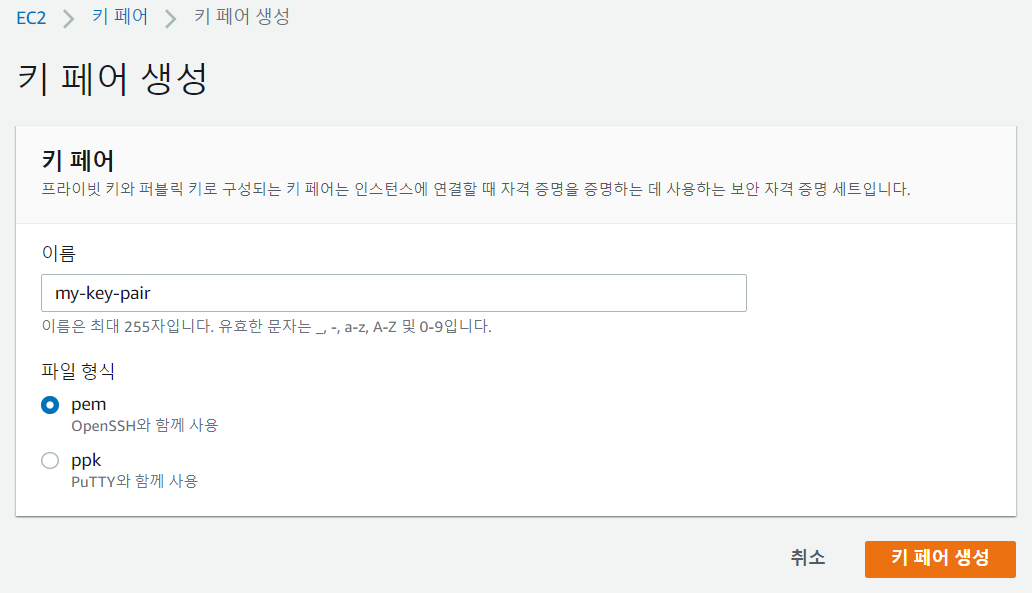 EC2 > 키 페어 > 키 페어 생성
키 페어 생성
키 페어
프라이빗 키와 퍼블릭 키로 구성되는 키 페어는 인스턴스에 연결할 때 자격 증명을 증명하는 데 사용하는 보안 자격 증명 세트입니다.
이름
my-key-pair
이름은 최대 255자입니다. 유효한 문자는 _, -, a-z, A-Z 및 0-9입니다.
파일 형식
pem
OpenSSH와 함께 사용
ppk
PuTTY와 함께 사용
취소 키 페어 생성